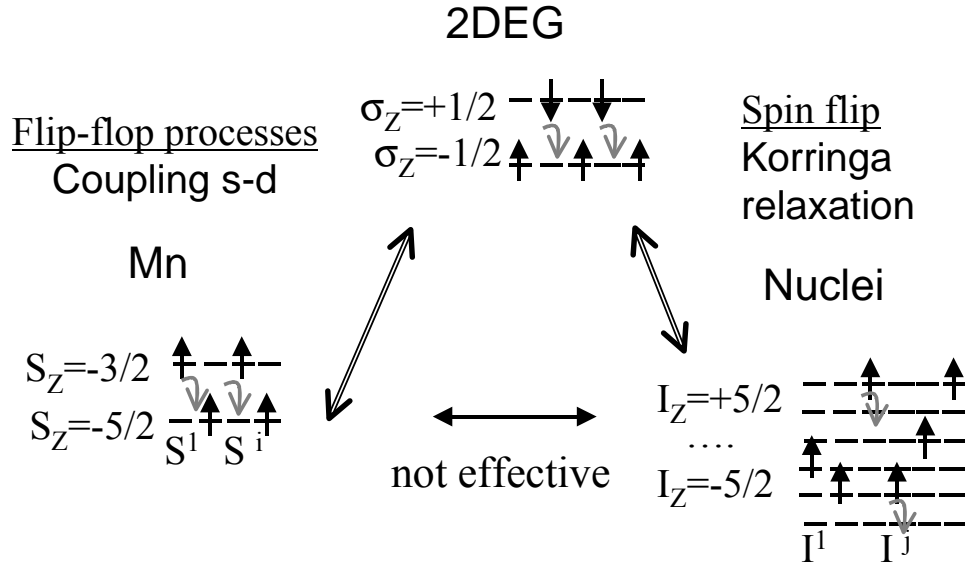 2DEG
σZ=+1/2
σZ=-1/2
Flip-flop processes
Coupling s-d
Spin flip
Korringa
relaxation
Mn
Nuclei
SZ=-3/2
SZ=-5/2
S1 S i
not effective
IZ=+5/2
....
IZ=-5/2
I1 I j